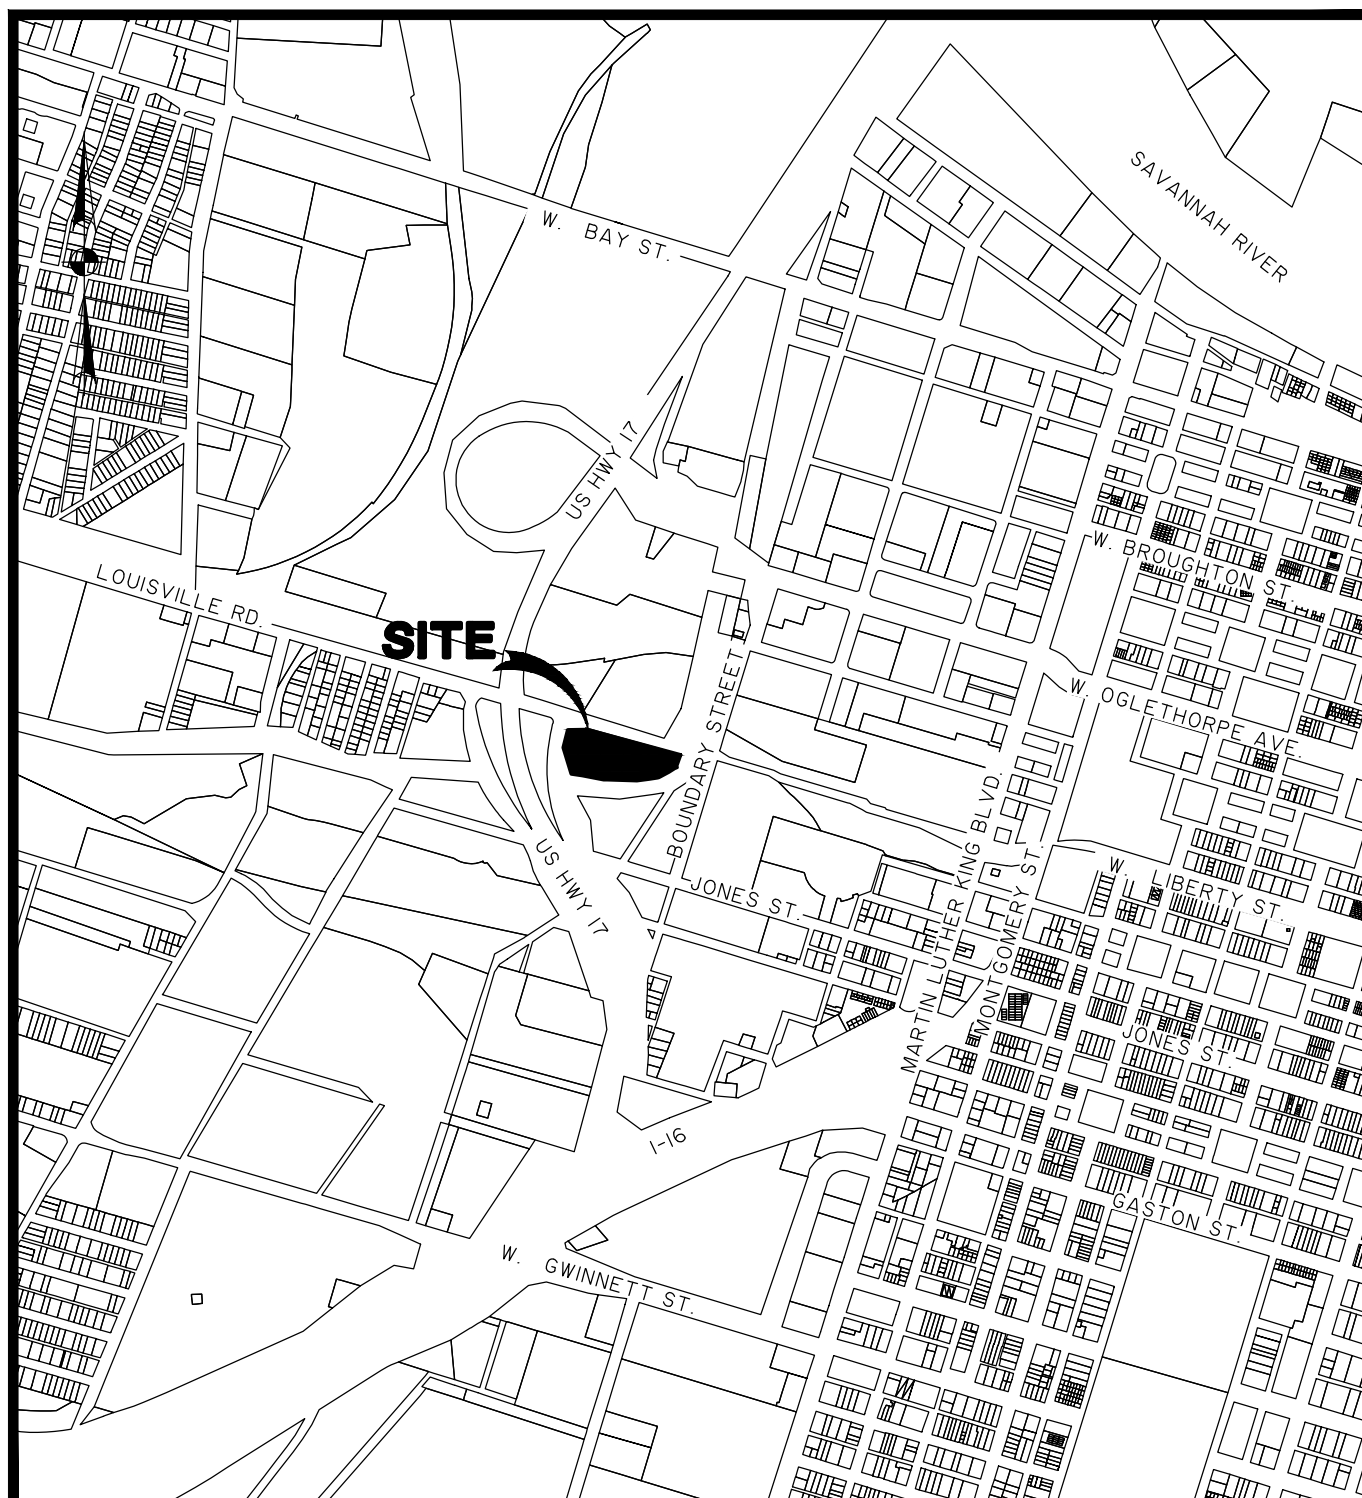 SAVANNAH RIVER
W. BAY ST.
US HWY 17
W. BROUGHTON ST.
LOUISVILLE RD.
SITE
W. OGLETHORPE AVE.
BOUNDARY STREET
MARTIN LUTHER KING BLVD.
MONTGOMERY ST.
US HWY 17
JONES ST.
W. LIBERTY ST.
JONES ST.
I-16
GASTON ST.
W. GWINNETT ST.